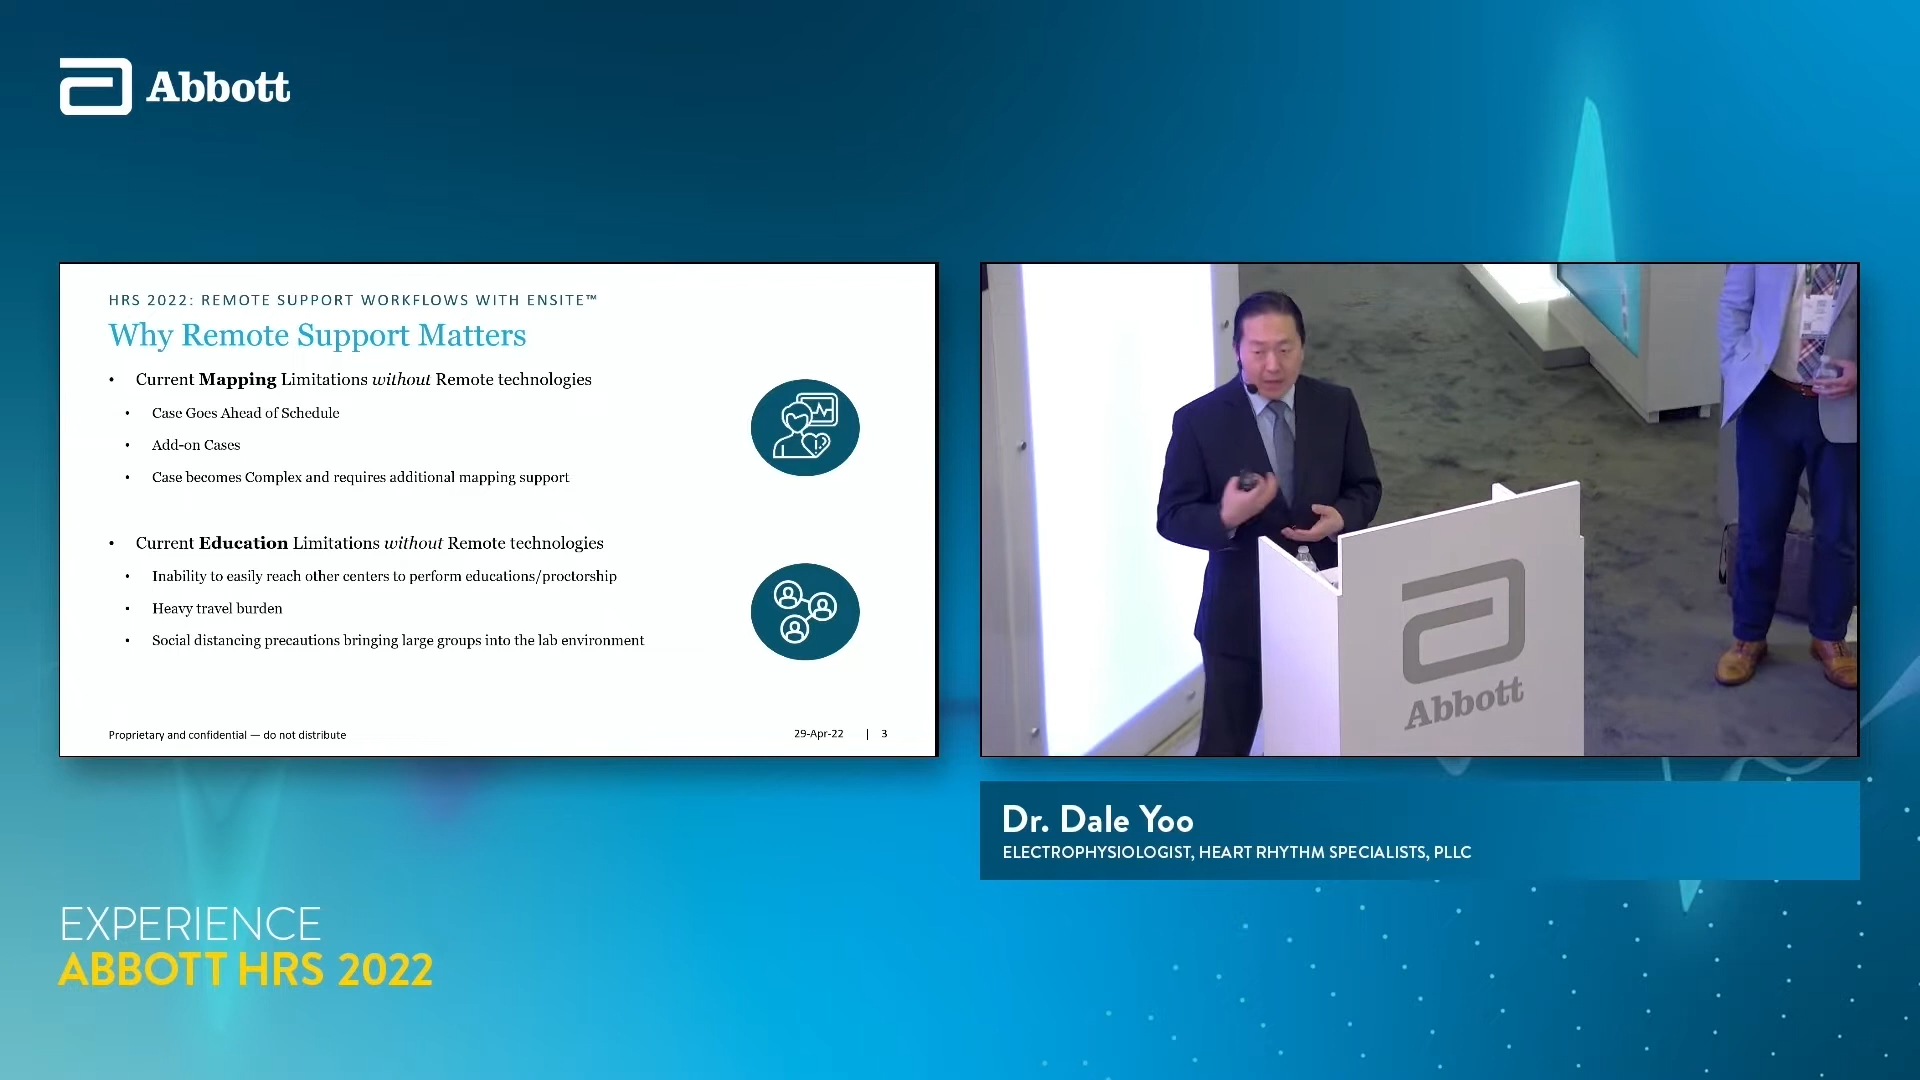 Abbott
HRS 2022: REMOTE SUPPORT WORKFLOWS WITH ENSITE™
Why Remote Support Matters
• Current Mapping Limitations without Remote technologies
• Case Goes Ahead of Schedule
• Add-on Cases
• Case becomes Complex and requires additional mapping support
• Current Education Limitations without Remote technologies
• Inability to easily reach other centers to perform educations/proctorship
• Heavy travel burden
• Social distancing precautions bringing large groups into the lab environment
Proprietary and confidential — do not distribute
29-Apr-22 | 3
Abbott
Dr. Dale Yoo
ELECTROPHYSIOLOGIST, HEART RHYTHM SPECIALISTS, PLLC
EXPERIENCE
ABBOTT HRS 2022